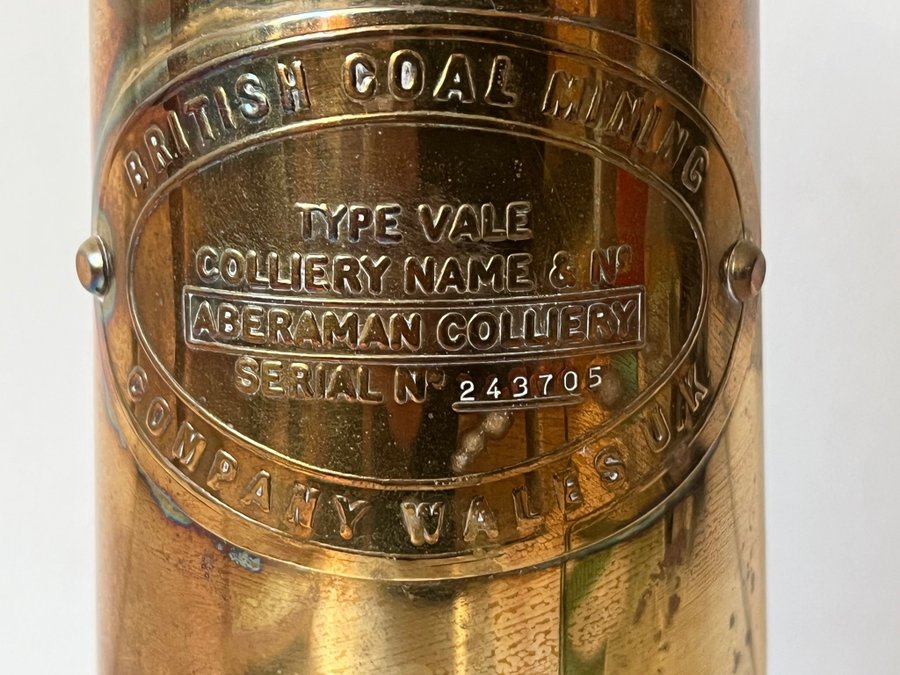 BRITISH COAL MINING
TYPE VALE
COLLIERY NAME & Nº
ABERAMAN COLLIERY
SERIAL Nº 243705
COMPANY WALES U.K